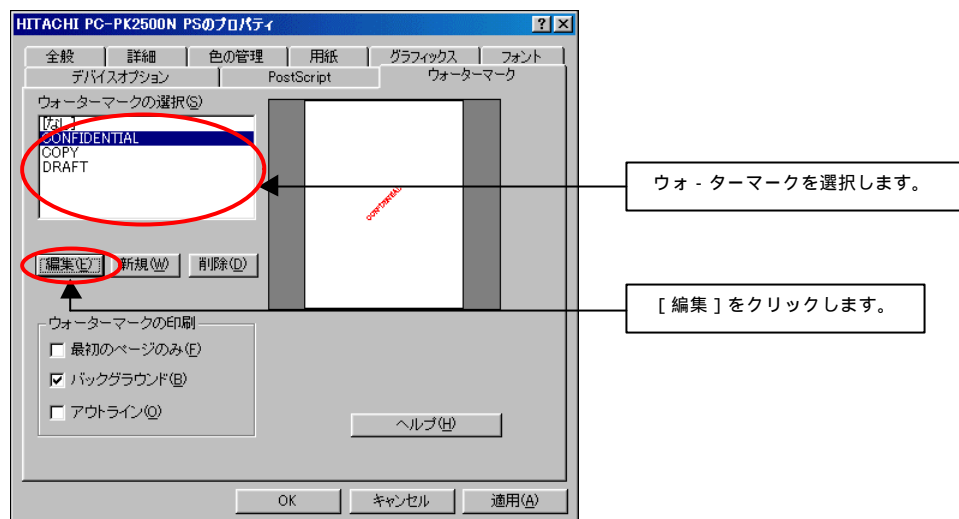 HITACHI PC-PK2500N PSのプロパティ
全般 詳細 色の管理 用紙 グラフィックス フォント
デバイスオプション PostScript ウォーターマーク
ウォーターマークの選択(S)
[なし]
CONFIDENTIAL
COPY
DRAFT
CONFIDENTIAL
ウォ‐ターマークを選択します。
編集(E) 新規(W) 削除(D)
[編集]をクリックします。
ウォーターマークの印刷
最初のページのみ(F)
バックグラウンド(B)
アウトライン(O)
ヘルプ(H)
OK キャンセル 適用(A)